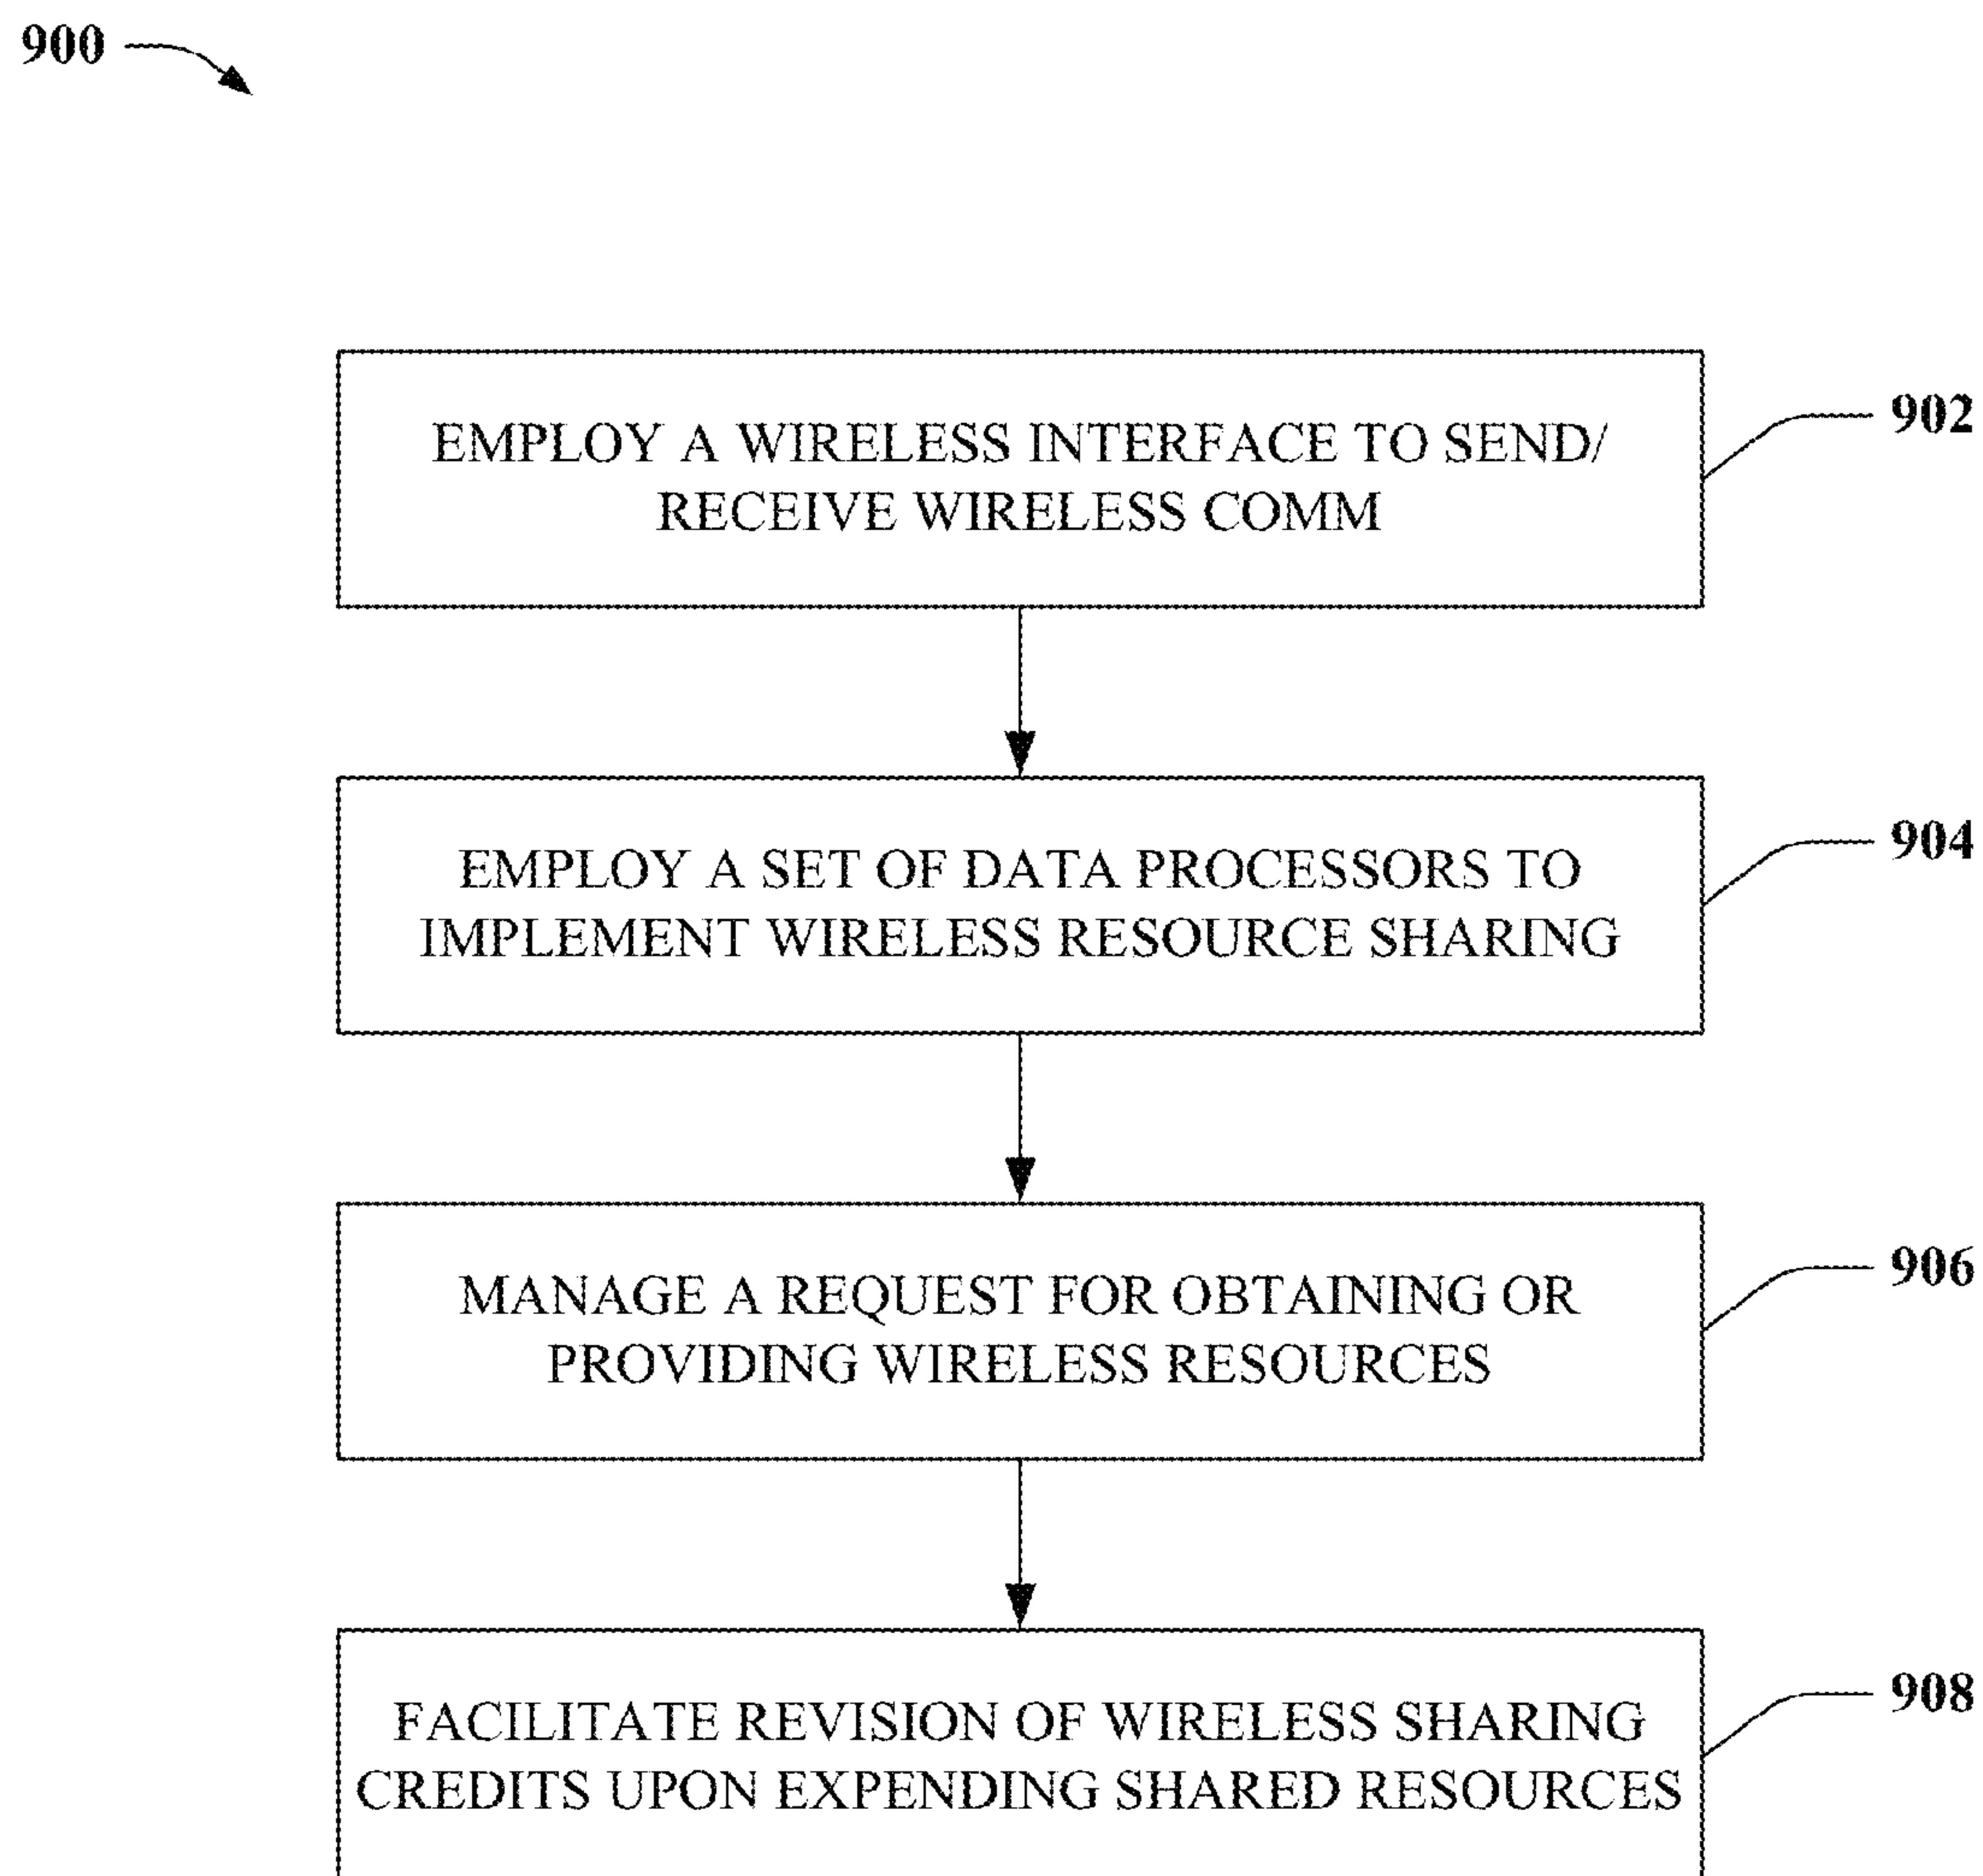 900
EMPLOY A WIRELESS INTERFACE TO SEND/
RECEIVE WIRELESS COMM
902
EMPLOY A SET OF DATA PROCESSORS TO
IMPLEMENT WIRELESS RESOURCE SHARING
904
MANAGE A REQUEST FOR OBTAINING OR
PROVIDING WIRELESS RESOURCES
906
FACILITATE REVISION OF WIRELESS SHARING
CREDITS UPON EXPENDING SHARED RESOURCES
908